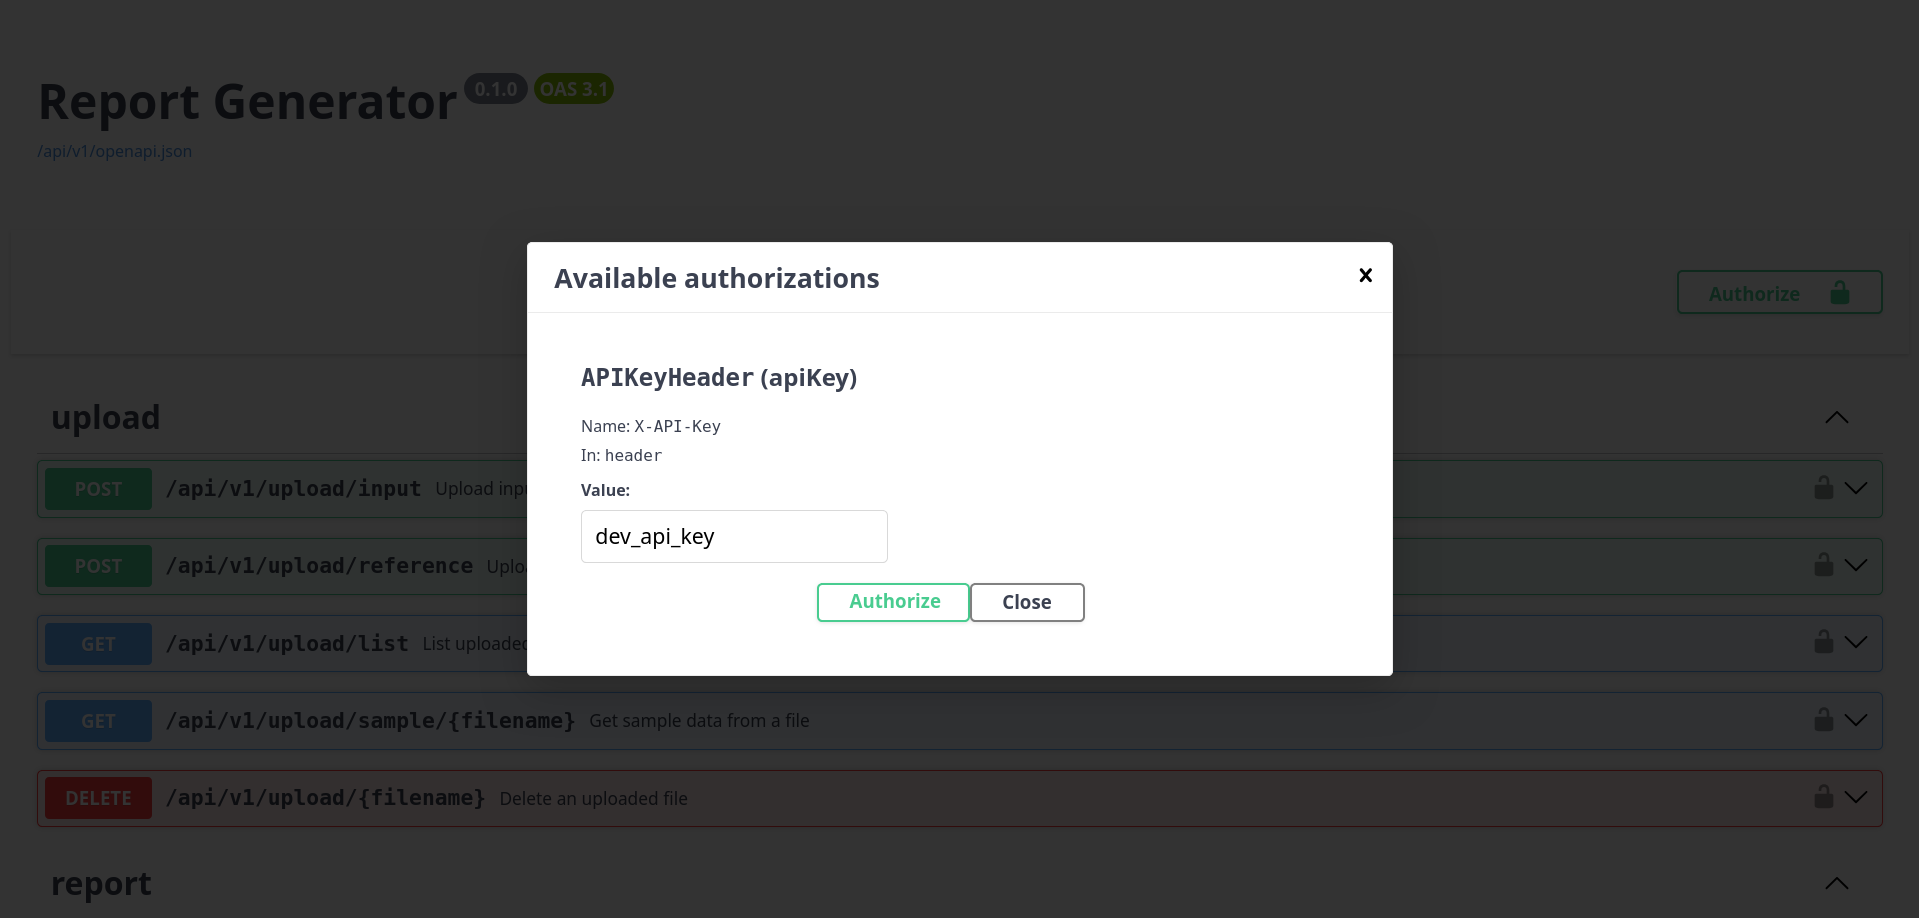 Report Generator 0.1.0 OAS 3.1
/api/v1/openapi.json
Authorize
Available authorizations
APIKeyHeader (apiKey)
Name: X-API-Key
In: header
Value:
dev_api_key
Authorize Close
upload
POST /api/v1/upload/input Upload
POST /api/v1/upload/reference
GET /api/v1/upload/list List uploaded
GET /api/v1/upload/sample/{filename} Get sample data from a file
DELETE /api/v1/upload/{filename} Delete an uploaded file
report